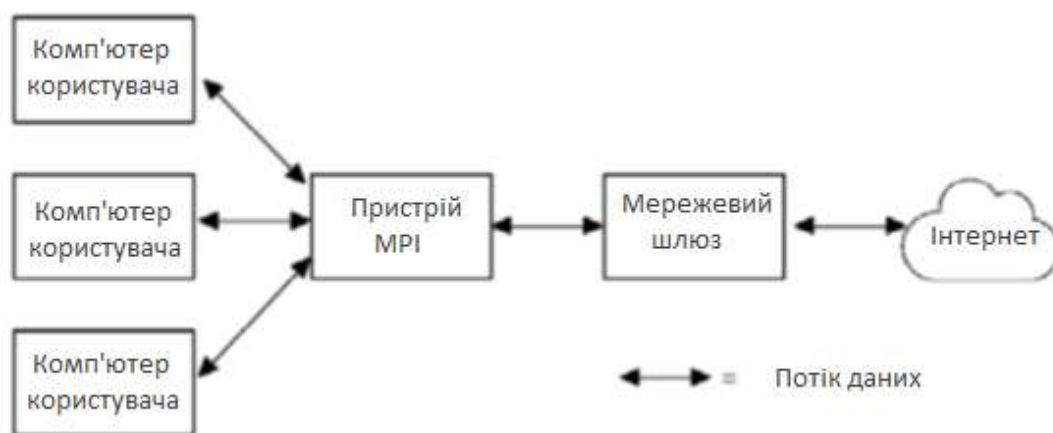 Комп'ютер
користувача
Комп'ютер
користувача
Комп'ютер
користувача
Пристрій
МРІ
Мережевий
шлюз
Інтернет
= Потік даних